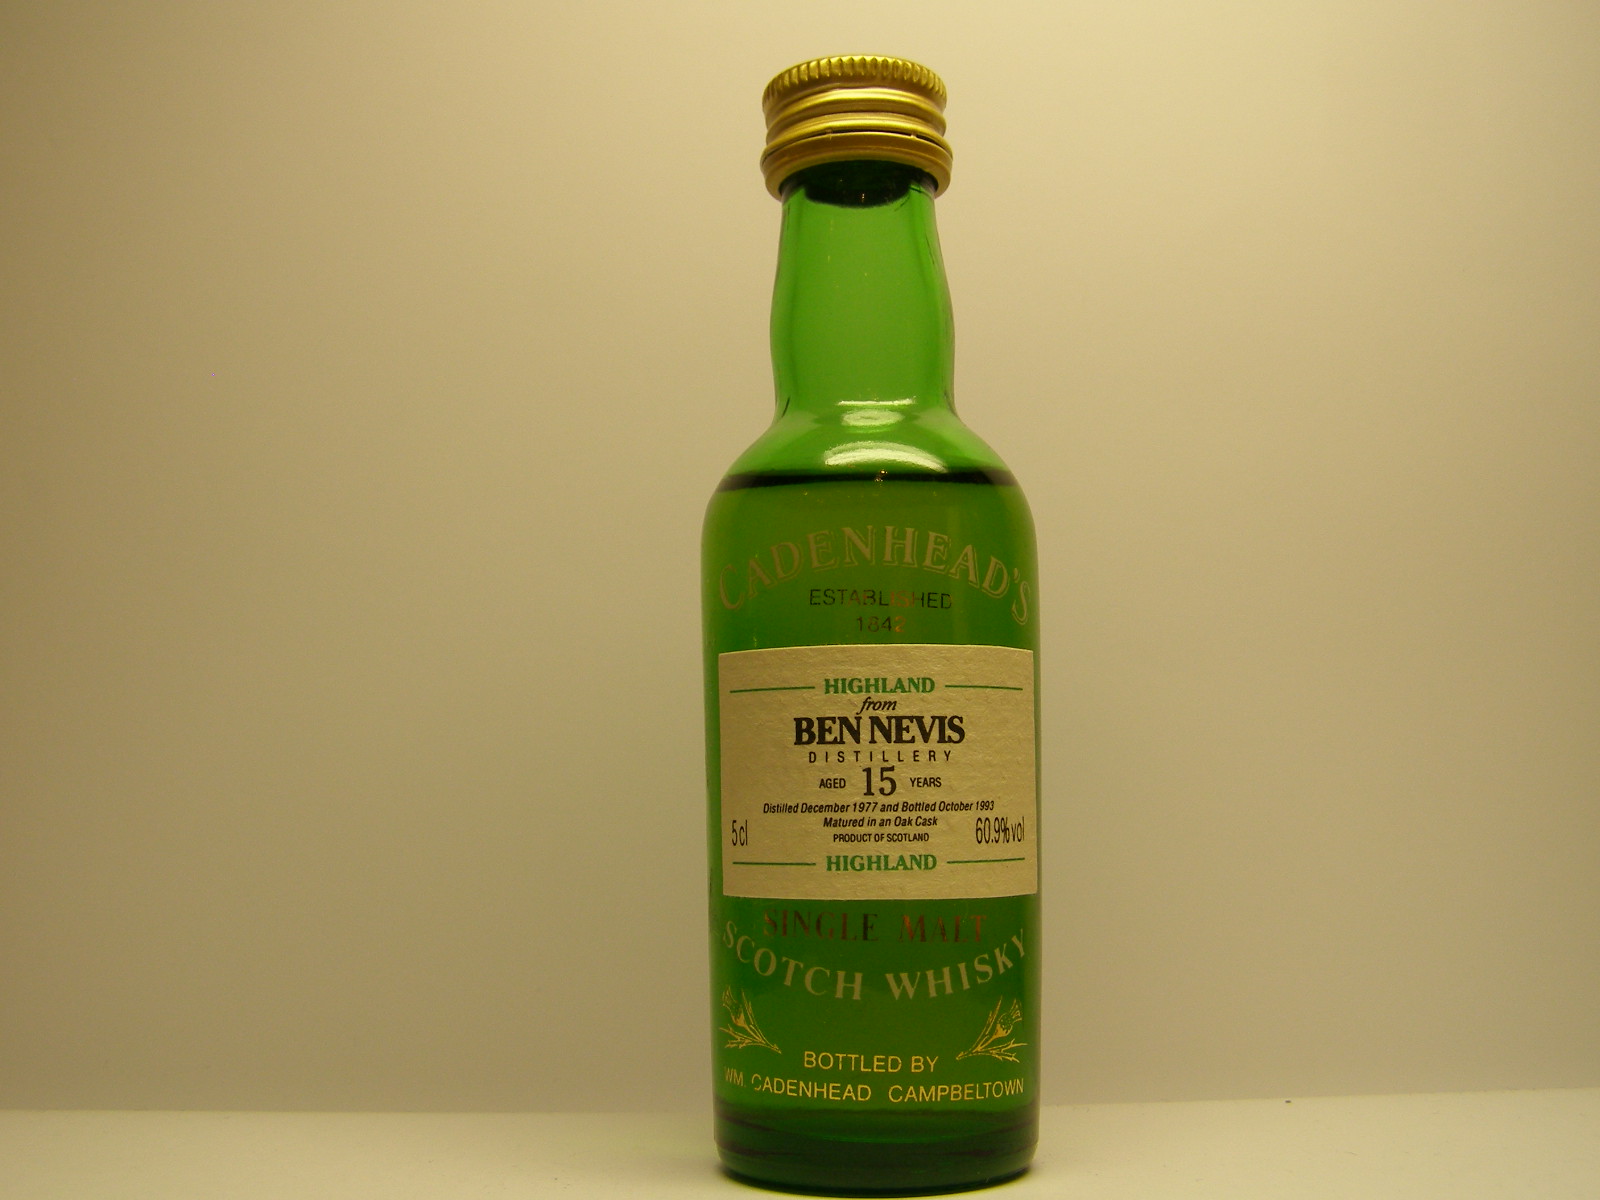 CADENHEAD'S
ESTABLISHED
1842
HIGHLAND
from
BEN NEVIS
DISTILLERY
AGED 15 YEARS
Distilled December 1977 and Bottled October 1993
Matured in an Oak Cask
5cl PRODUCT OF SCOTLAND 60.9%vol
HIGHLAND
SINGLE MALT
SCOTCH WHISKY
BOTTLED BY
WM. CADENHEAD CAMPBELTOWN